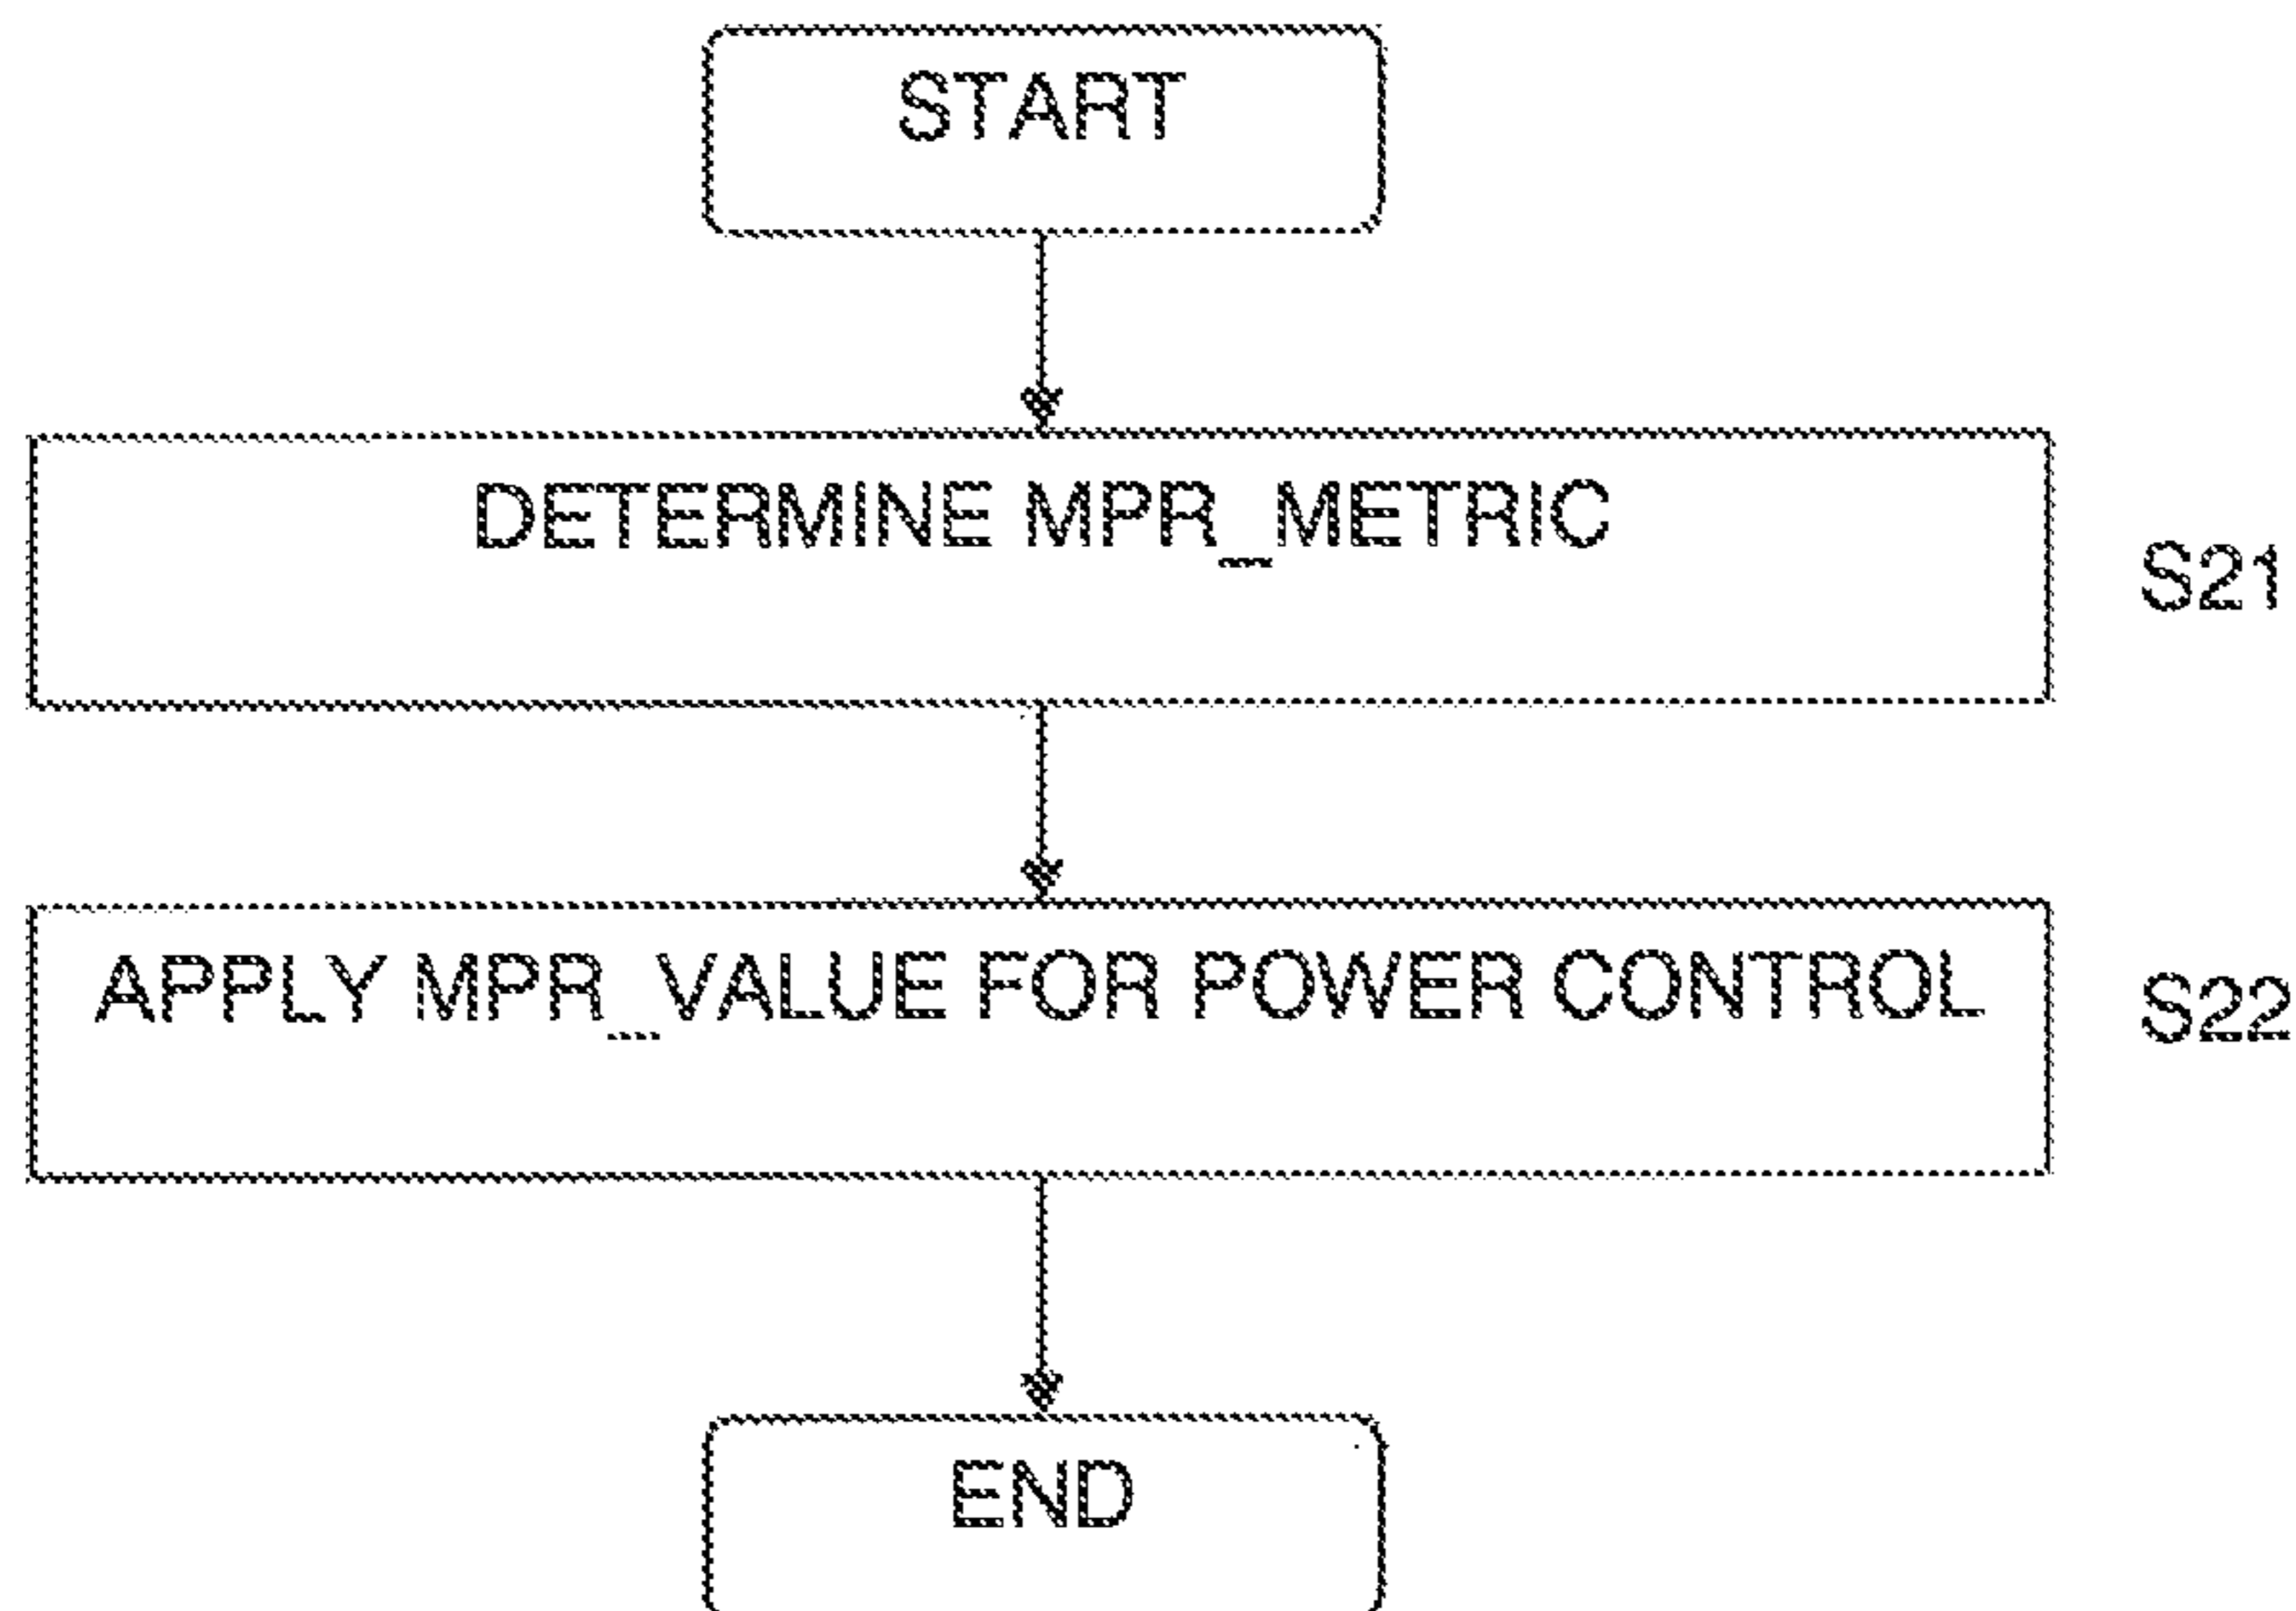 START
DETERMINE MPR_METRIC
S21
APPLY MPR_VALUE FOR POWER CONTROL
S22
END